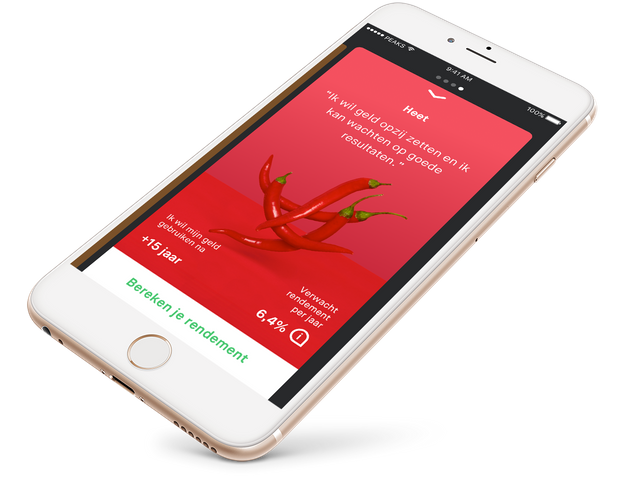 PEAKS
9:41 AM
100%
Heet
“Ik wil geld opzij zetten en ik
kan wachten op goede
resultaten. ”
Ik wil mijn geld
gebruiken na
+15 jaar
Verwacht
rendement
per jaar
6,4%
Bereken je rendement